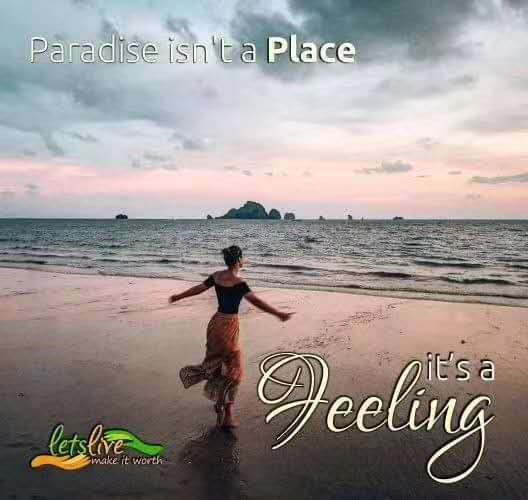 Paradise isn't a Place
it's a
Feeling
letslive
make it worth